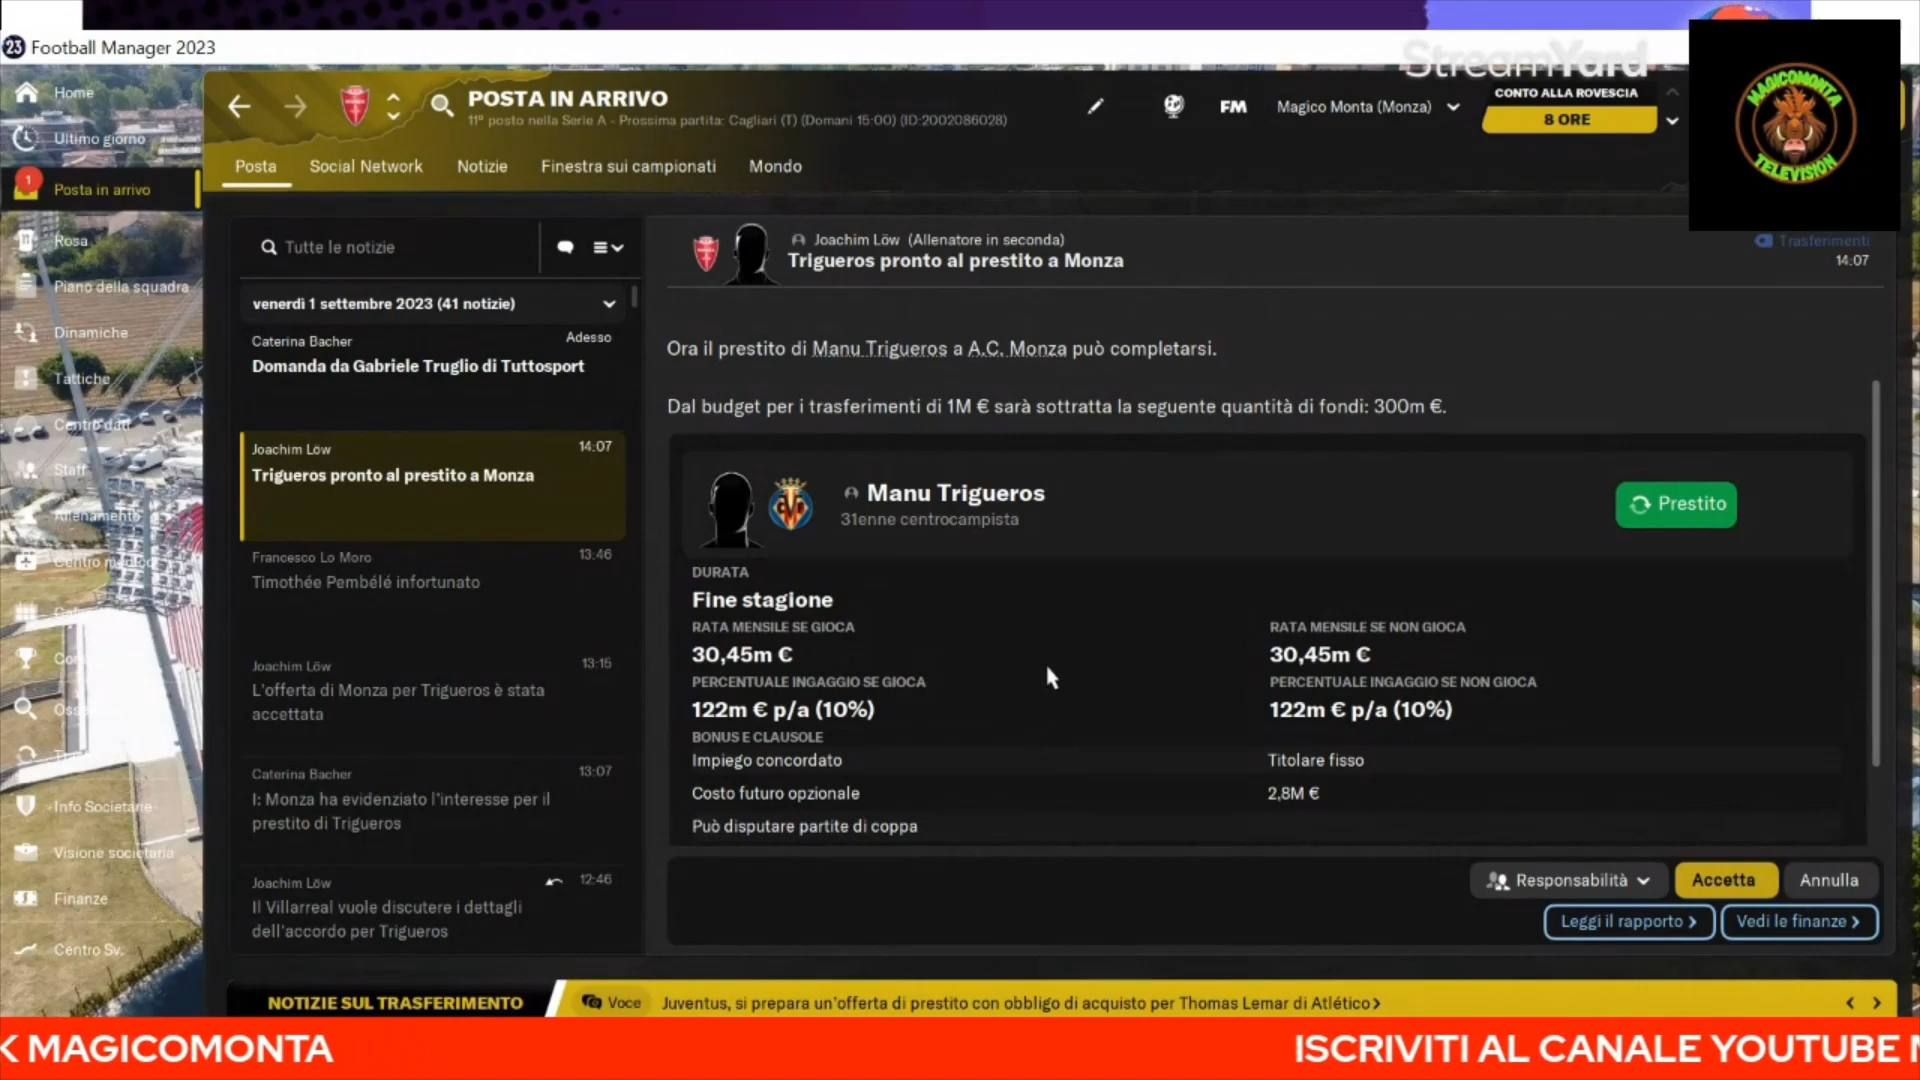 StreamYard
23 Football Manager 2023
MAGICOMONTA
TELEVISION
Home
Ultimo giorno
1
Posta in arrivo
Rosa
Piano della squadra
Dinamiche
Tattiche
Centro dati
Staff
Allenamento
Centro
Info Societarie
Visione societaria
Finanze
Centro Sv.
POSTA IN ARRIVO
11° posto nella Serie A - Prossima partita: Cagliari (T) (Domani 15:00) (ID:2002086028)
FM
Magico Monta (Monza)
CONTO ALLA ROVESCIA
8 ORE
Posta
Social Network
Notizie
Finestra sui campionati
Mondo
Tutte le notizie
venerdì 1 settembre 2023 (41 notizie)
Caterina Bacher
Adesso
Domanda da Gabriele Truglio di Tuttosport
Joachim Löw
14:07
Trigueros pronto al prestito a Monza
Francesco Lo Moro
13:46
Timothée Pembélé infortunato
Joachim Löw
13:15
L'offerta di Monza per Trigueros è stata
accettata
Caterina Bacher
13:07
I: Monza ha evidenziato l'interesse per il
prestito di Trigueros
Joachim Löw
12:46
Il Villarreal vuole discutere i dettagli
dell'accordo per Trigueros
Joachim Löw (Allenatore in seconda)
Trigueros pronto al prestito a Monza
Trasferimenti
14:07
Ora il prestito di Manu Trigueros a A.C. Monza può completarsi.
Dal budget per i trasferimenti di 1M € sarà sottratta la seguente quantità di fondi: 300m €.
Manu Trigueros
31enne centrocampista
Prestito
DURATA
Fine stagione
RATA MENSILE SE GIOCA
RATA MENSILE SE NON GIOCA
30,45m €
30,45m €
PERCENTUALE INGAGGIO SE GIOCA
PERCENTUALE INGAGGIO SE NON GIOCA
122m € p/a (10%)
122m € p/a (10%)
BONUS E CLAUSOLE
Impiego concordato
Titolare fisso
Costo futuro opzionale
2,8M €
Può disputare partite di coppa
Responsabilità
Accetta
Annulla
Leggi il rapporto
Vedi le finanze
NOTIZIE SUL TRASFERIMENTO
Voce
Juventus, si prepara un'offerta di prestito con obbligo di acquisto per Thomas Lemar di Atlético
K MAGICOMONTA
ISCRIVITI AL CANALE YOUTUBE